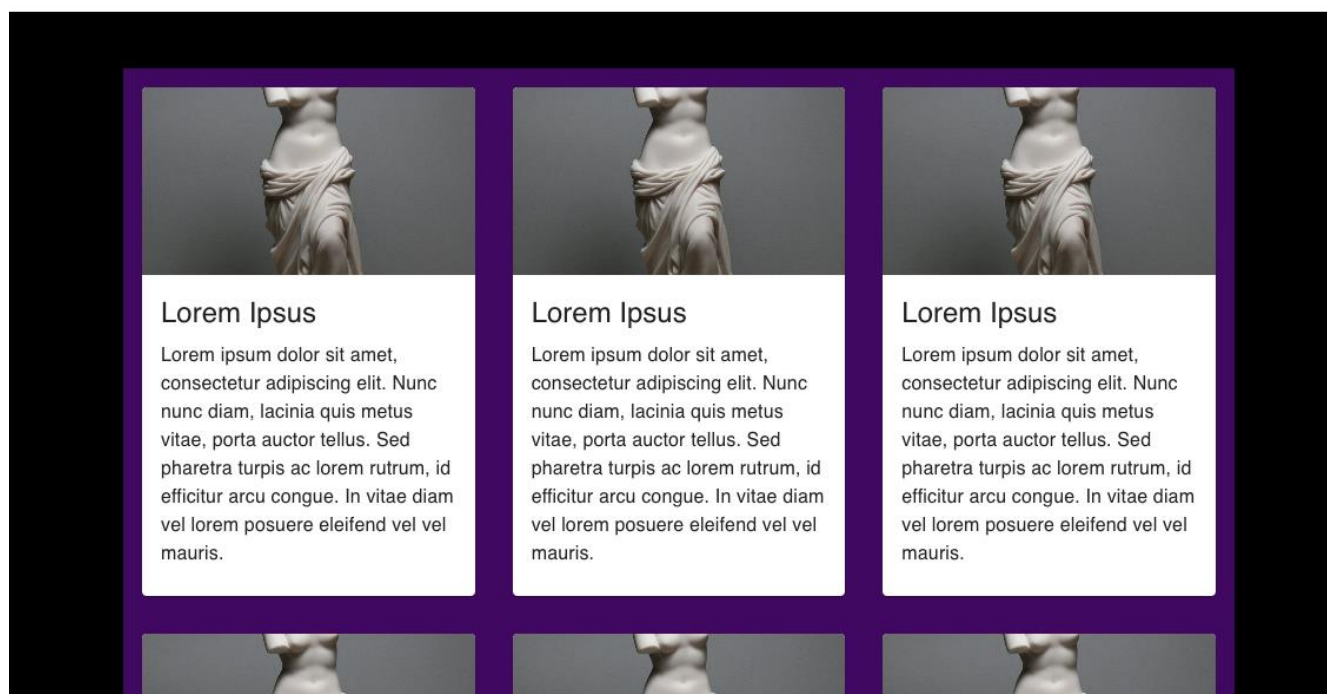 Lorem Ipsus
Lorem ipsum dolor sit amet,
consectetur adipiscing elit. Nunc
nunc diam, lacinia quis metus
vitae, porta auctor tellus. Sed
pharetra turpis ac lorem rutrum, id
efficitur arcu congue. In vitae diam
vel lorem posuere eleifend vel vel
mauris.
Lorem Ipsus
Lorem ipsum dolor sit amet,
consectetur adipiscing elit. Nunc
nunc diam, lacinia quis metus
vitae, porta auctor tellus. Sed
pharetra turpis ac lorem rutrum, id
efficitur arcu congue. In vitae diam
vel lorem posuere eleifend vel vel
mauris.
Lorem Ipsus
Lorem ipsum dolor sit amet,
consectetur adipiscing elit. Nunc
nunc diam, lacinia quis metus
vitae, porta auctor tellus. Sed
pharetra turpis ac lorem rutrum, id
efficitur arcu congue. In vitae diam
vel lorem posuere eleifend vel vel
mauris.